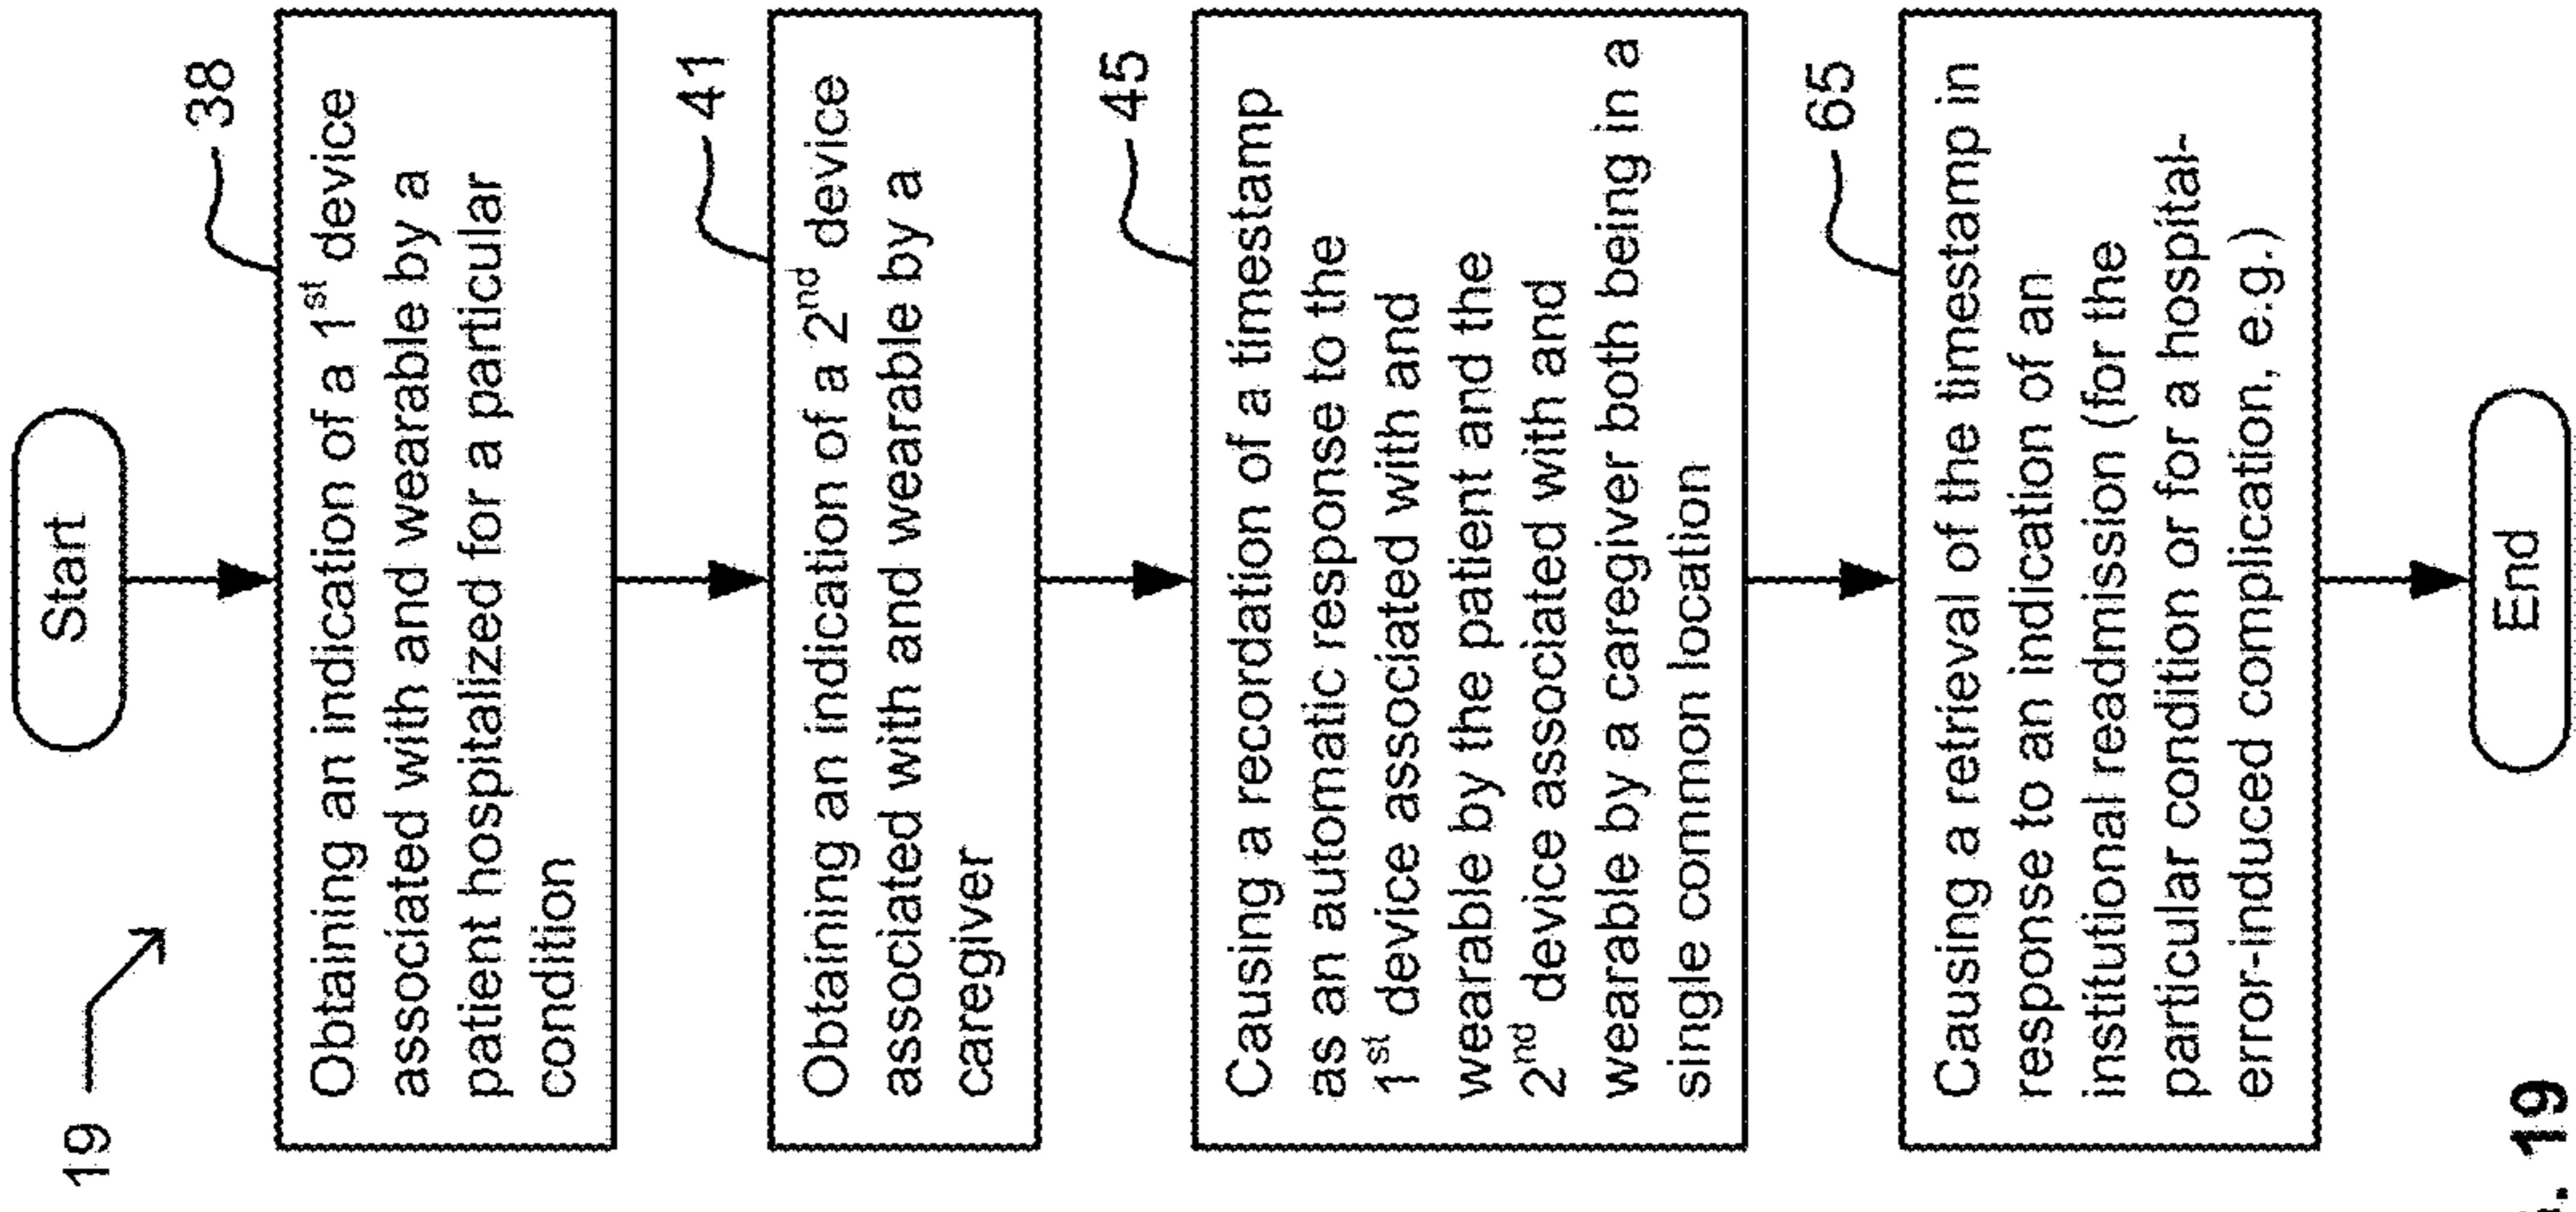 19
Start
38
Obtaining an indication of a 1st device
associated with and wearable by a
patient hospitalized for a particular
condition
41
Obtaining an indication of a 2nd device
associated with and wearable by a
caregiver
45
Causing a recordation of a timestamp
as an automatic response to the
1st device associated with and
wearable by the patient and the
2nd device associated with and
wearable by a caregiver both being in a
single common location
65
Causing a retrieval of the timestamp in
response to an indication of an
institutional readmission (for the
particular condition or for a hospital-
error-induced complication, e.g.)
End
. 19